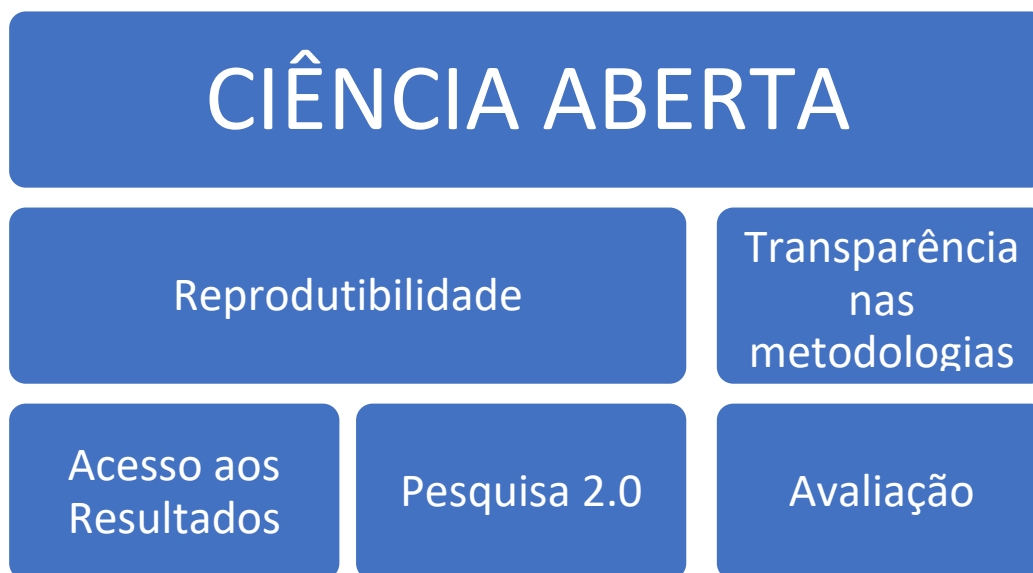 CIÊNCIA ABERTA
Reprodutibilidade
Transparência
nas
metodologias
Acesso aos
Resultados
Pesquisa 2.0
Avaliação